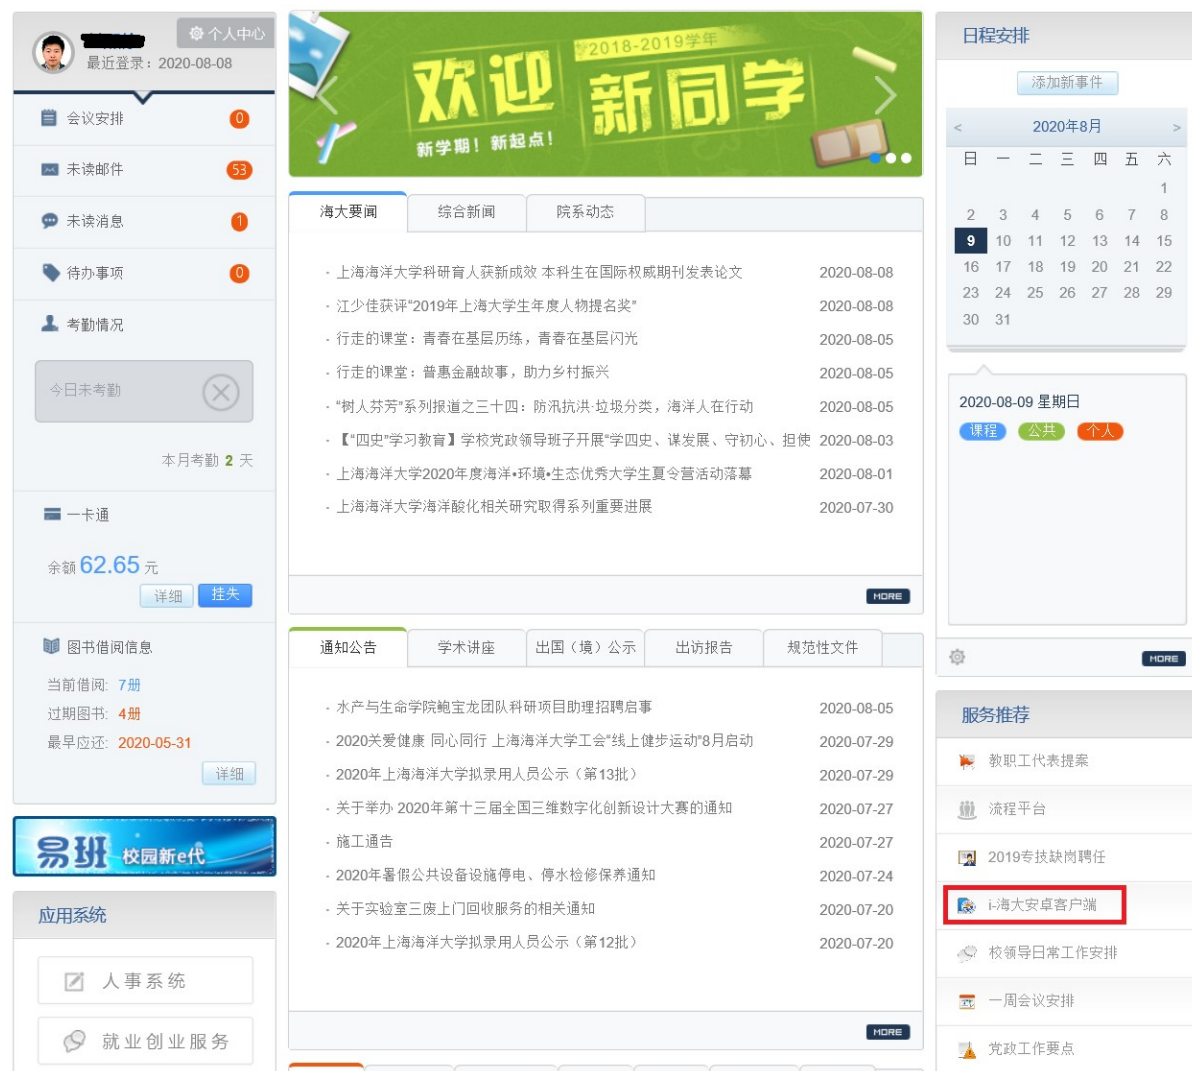 个人中心
最近登录：2020-08-08
会议安排 0
未读邮件 53
未读消息 1
待办事项 0
考勤情况
今日未考勤
本月考勤 2 天
一卡通
余额 62.65 元
详细 挂失
图书借阅信息
当前借阅: 7册
过期图书: 4册
最早应还: 2020-05-31
详细
易班 校园新e代
应用系统
人事系统
就业创业服务
2018-2019学年
欢迎新同学
新学期！新起点！
海大要闻 综合新闻 院系动态
· 上海海洋大学科研育人获新成效 本科生在国际权威期刊发表论文 2020-08-08
· 江少佳获评“2019年上海大学生年度人物提名奖” 2020-08-08
· 行走的课堂：青春在基层历练，青春在基层闪光 2020-08-05
· 行走的课堂：普惠金融故事，助力乡村振兴 2020-08-05
· “树人芬芳”系列报道之三十四：防汛抗洪·垃圾分类，海洋人在行动 2020-08-05
· 【“四史”学习教育】学校党政领导班子开展“学四史、谋发展、守初心、担使 2020-08-03
· 上海海洋大学2020年度海洋•环境•生态优秀大学生夏令营活动落幕 2020-08-01
· 上海海洋大学海洋酸化相关研究取得系列重要进展 2020-07-30
MORE
通知公告 学术讲座 出国（境）公示 出访报告 规范性文件
· 水产与生命学院鲍宝龙团队科研项目助理招聘启事 2020-08-05
· 2020关爱健康 同心同行 上海海洋大学工会“线上健步运动”8月启动 2020-07-29
· 2020年上海海洋大学拟录用人员公示（第13批） 2020-07-29
· 关于举办 2020年第十三届全国三维数字化创新设计大赛的通知 2020-07-27
· 施工通告 2020-07-27
· 2020年暑假公共设备设施停电、停水检修保养通知 2020-07-24
· 关于实验室三废上门回收服务的相关通知 2020-07-20
· 2020年上海海洋大学拟录用人员公示（第12批） 2020-07-20
MORE
日程安排
添加新事件
< 2020年8月 >
日 一 二 三 四 五 六
1
2 3 4 5 6 7 8
9 10 11 12 13 14 15
16 17 18 19 20 21 22
23 24 25 26 27 28 29
30 31
2020-08-09 星期日
课程 公共 个人
MORE
服务推荐
教职工代表提案
流程平台
2019专技缺岗聘任
i-海大安卓客户端
校领导日常工作安排
一周会议安排
党政工作要点